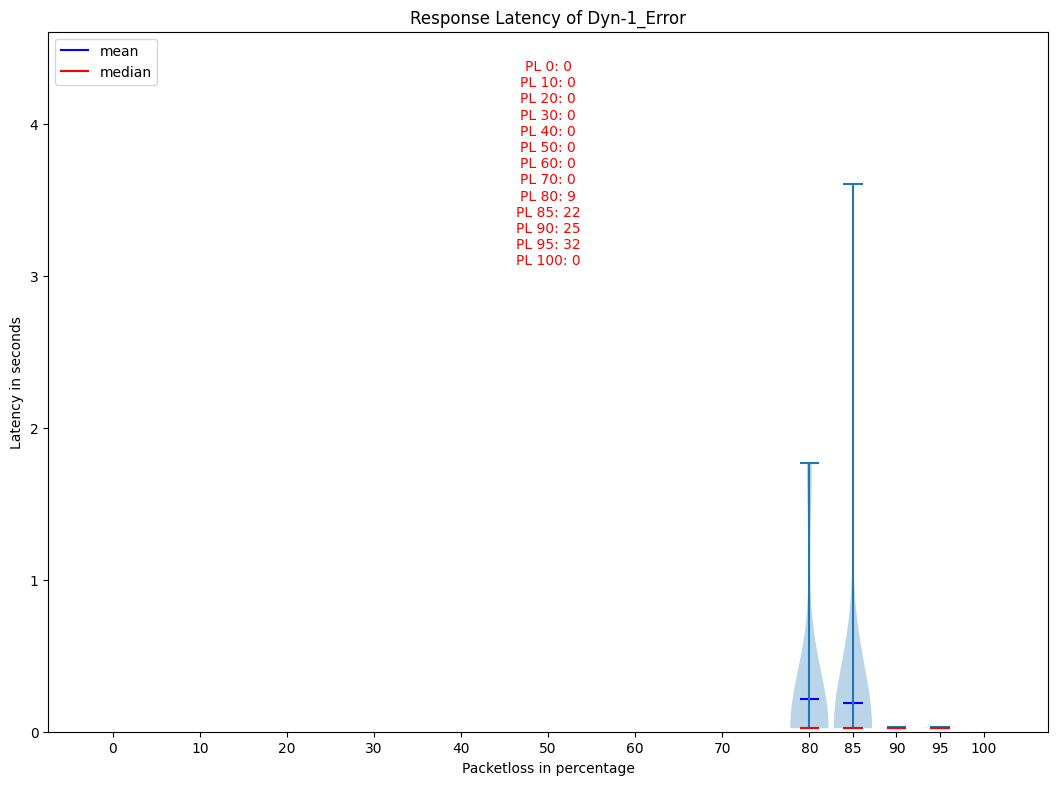 Response Latency of Dyn-1_Error
mean
median
PL 0: 0
PL 10: 0
PL 20: 0
PL 30: 0
PL 40: 0
PL 50: 0
PL 60: 0
PL 70: 0
PL 80: 9
PL 85: 22
PL 90: 25
PL 95: 32
PL 100: 0
Latency in seconds
4
3
2
1
0
0 10 20 30 40 50 60 70 80 85 90 95 100
Packetloss in percentage